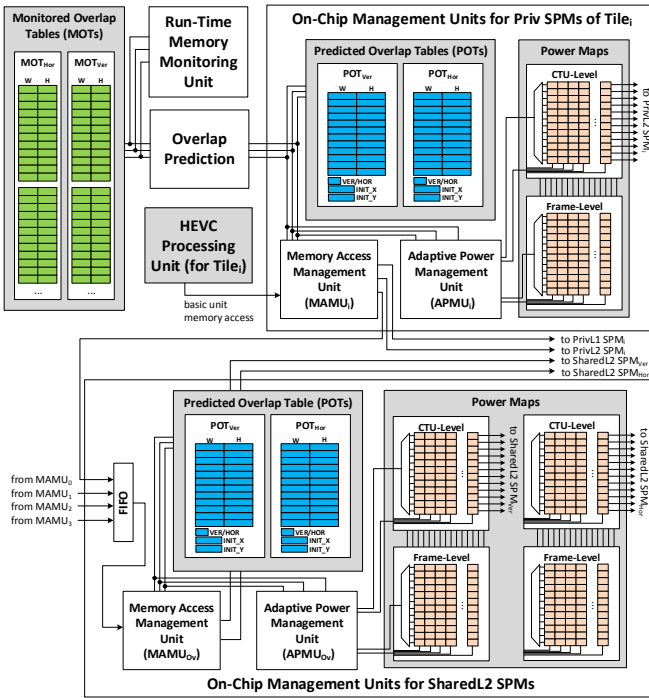 Monitored Overlap
Tables (MOTs)
MOTHor
MOTVer
W H
W H
...
...
Run-Time
Memory
Monitoring
Unit
Overlap
Prediction
HEVC
Processing
Unit (for Tilei)
basic unit
memory access
On-Chip Management Units for Priv SPMs of Tilei
Predicted Overlap Tables (POTs)
POTVer
POTHor
W H
W H
VER/HOR
INIT_X
INIT_Y
VER/HOR
INIT_X
INIT_Y
Power Maps
CTU-Level
...
to PrivL2 SPMi
Frame-Level
...
Memory Access
Management
Unit
(MAMUi)
Adaptive Power
Management
Unit
(APMUi)
to PrivL1 SPMi
to PrivL2 SPMi
to SharedL2 SPMVer
to SharedL2 SPMHor
Predicted Overlap Table (POTs)
POTVer
POTHor
W H
W H
VER/HOR
INIT_X
INIT_Y
VER/HOR
INIT_X
INIT_Y
Power Maps
CTU-Level
...
to Shared L2 SPMVer
CTU-Level
...
to SharedL2 SPMHor
Frame-Level
...
Frame-Level
...
from MAMU0
from MAMU1
from MAMU2
from MAMU3
FIFO
Memory Access
Management
Unit
(MAMUOv)
Adaptive Power
Management
Unit
(APMUOv)
On-Chip Management Units for SharedL2 SPMs